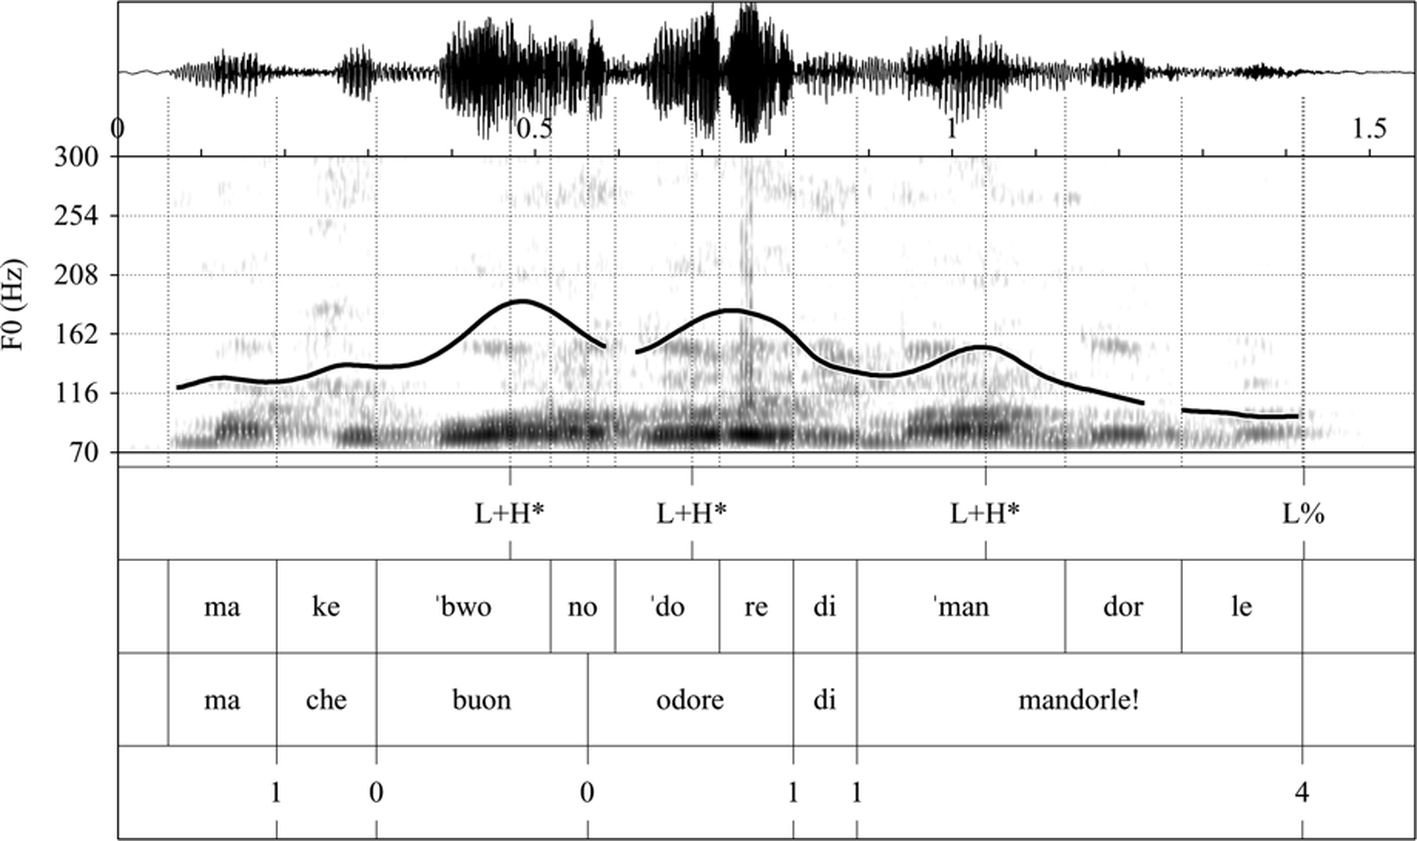 0 0.5 1 1.5
300
254
208
162
116
70
F0 (Hz)
L+H* L+H* L+H* L%
ma ke ˈbwo no ˈdo re di ˈman dor le
ma che buon odore di mandorle!
1 0 0 1 1 4